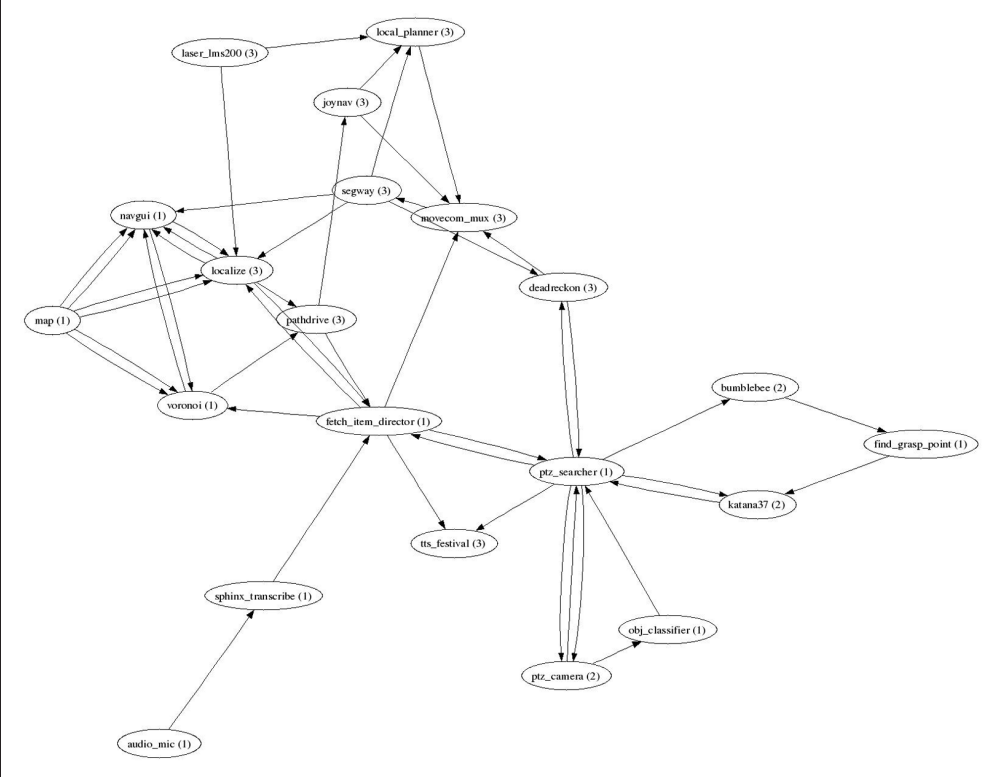 local_planner (3)
laser_lms200 (3)
joynav (3)
segway (3)
navgui (1)
movecom_mux (3)
localize (3)
deadreckon (3)
map (1)
pathdrive (3)
bumblebee (2)
voronoi (1)
fetch_item_director (1)
find_grasp_point (1)
ptz_searcher (1)
katana37 (2)
tts_festival (3)
sphinx_transcribe (1)
obj_classifier (1)
ptz_camera (2)
audio_mic (1)